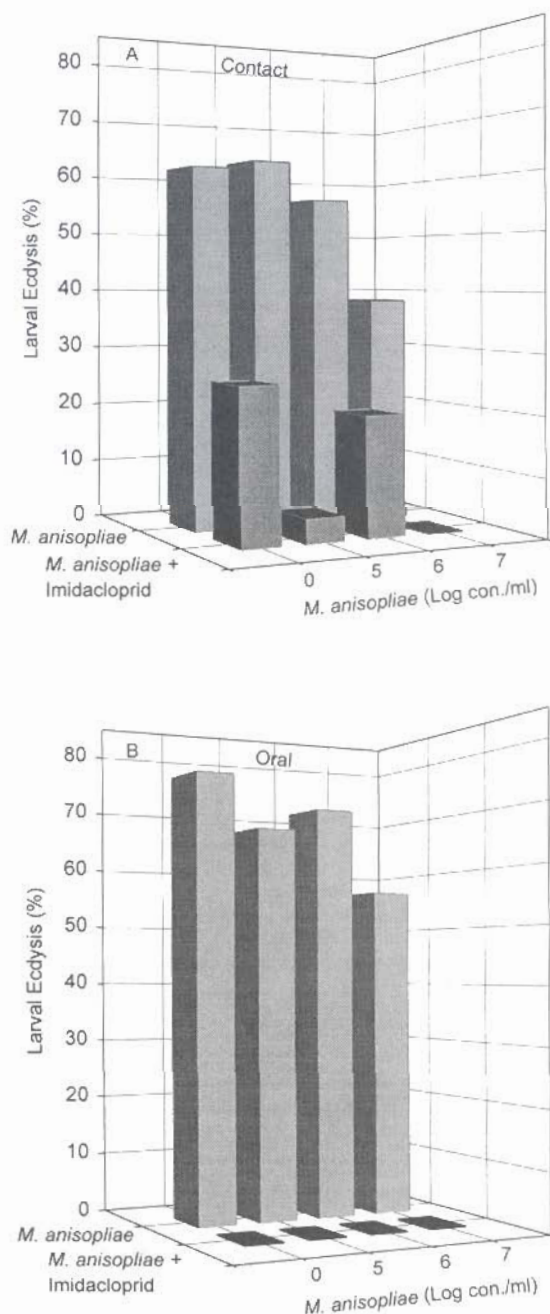 A
Contact
80
70
60
50
40
30
20
10
0
Larval Ecdysis (%)
M. anisopliae
M. anisopliae +
Imidacloprid
0
5
6
7
M. anisopliae (Log con./ml)
B
Oral
80
70
60
50
40
30
20
10
0
Larval Ecdysis (%)
M. anisopliae
M. anisopliae +
Imidacloprid
0
5
6
7
M. anisopliae (Log con./ml)